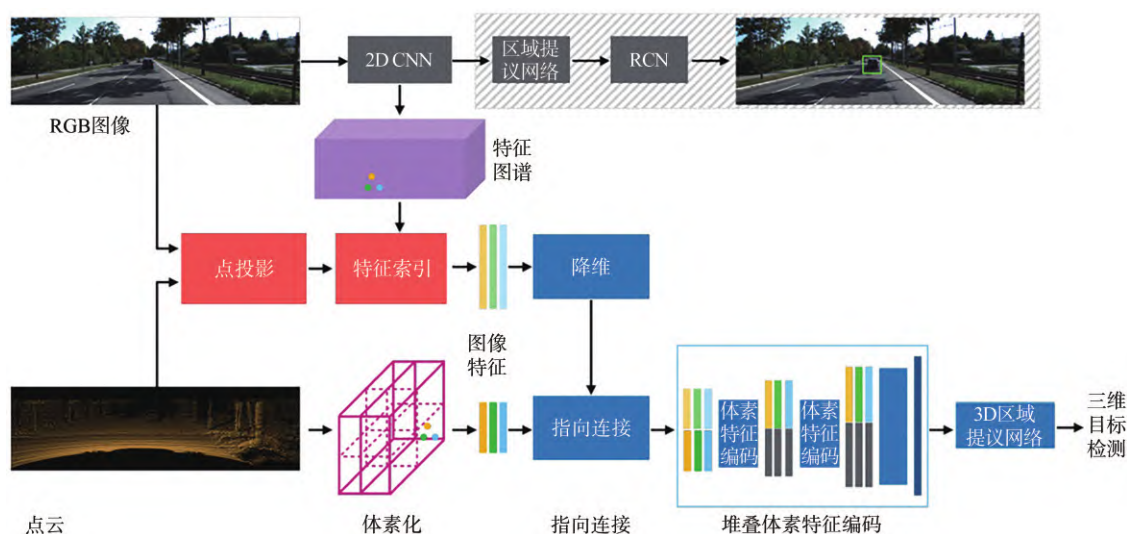 2D CNN
区域提
议网络
RCN
RGB图像
特征
图谱
点投影
特征索引
降维
图像
特征
指向连接
体素
特征
编码
体素
特征
编码
3D区域
提议网络
三维
目标
检测
点云
体素化
指向连接
堆叠体素特征编码